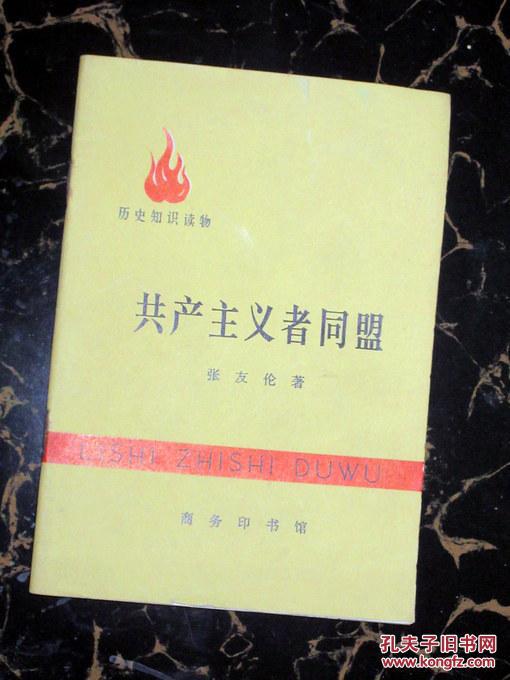 历史知识读物
共产主义者同盟
张友伦著
LISHI ZHISHI DUWU
商务印书馆
孔夫子旧书网
www.kongfz.com